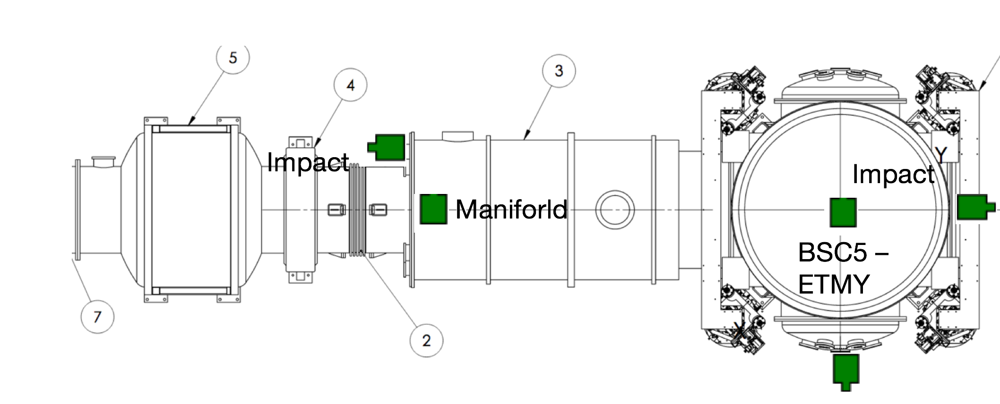 5
4
3
Impact
Y
Impact
Maniforld
BSC5 –
ETMY
X
7
2